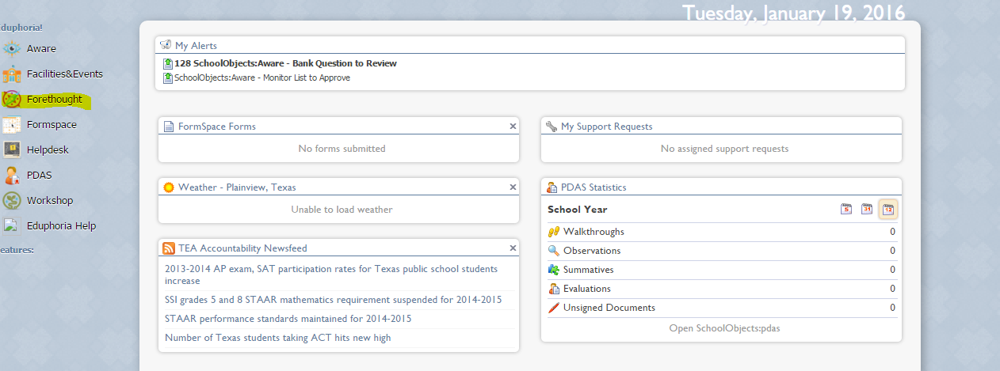 Tuesday, January 19, 2016
Eduphoria!
Aware
Facilities&Events
Forethought
Formspace
Helpdesk
PDAS
Workshop
Eduphoria Help
eatures:
My Alerts
128 SchoolObjects:Aware - Bank Question to Review
SchoolObjects:Aware - Monitor List to Approve
FormSpace Forms
No forms submitted
Weather - Plainview, Texas
Unable to load weather
TEA Accountability Newsfeed
2013-2014 AP exam, SAT participation rates for Texas public school students
increase
SSI grades 5 and 8 STAAR mathematics requirement suspended for 2014-2015
STAAR performance standards maintained for 2014-2015
Number of Texas students taking ACT hits new high
My Support Requests
No assigned support requests
PDAS Statistics
School Year 5 31 12
Walkthroughs 0
Observations 0
Summatives 0
Evaluations 0
Unsigned Documents 0
Open SchoolObjects:pdas